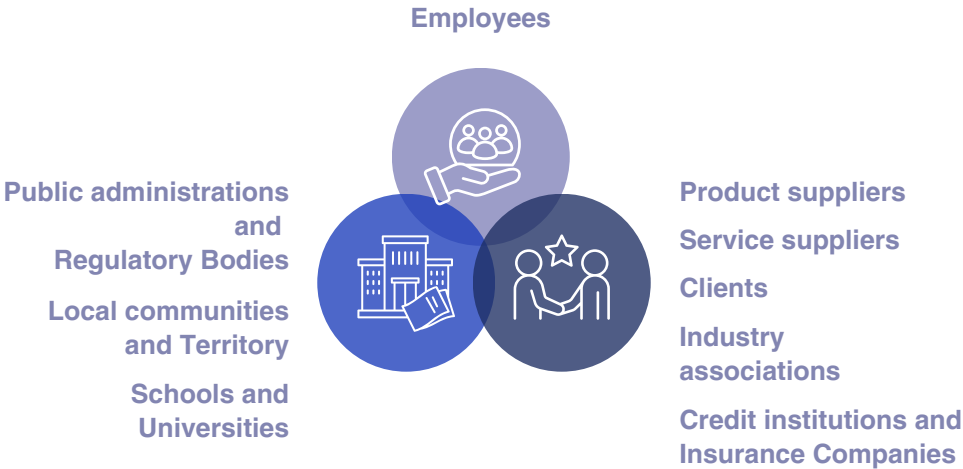 Employees
Public administrations
and
Regulatory Bodies
Local communities
and Territory
Schools and
Universities
Product suppliers
Service suppliers
Clients
Industry
associations
Credit institutions and
Insurance Companies